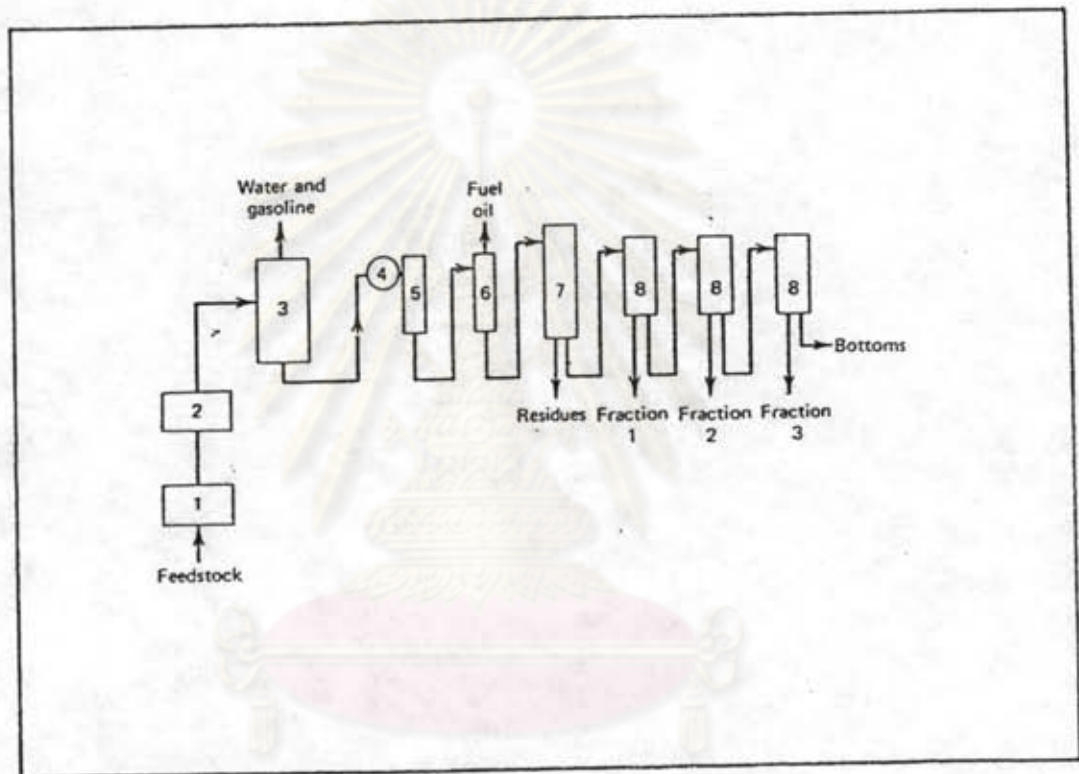 Water and
gasoline
Fuel
oil
3
4
5
6
7
8
8
8
Bottoms
2
Residues
Fraction
1
Fraction
2
Fraction
3
1
Feedstock